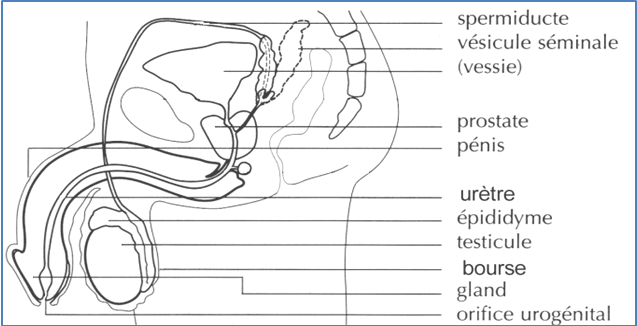 spermiducte
vésicule séminale
(vessie)
prostate
pénis
urètre
épididyme
testicule
bourse
gland
orifice urogénital